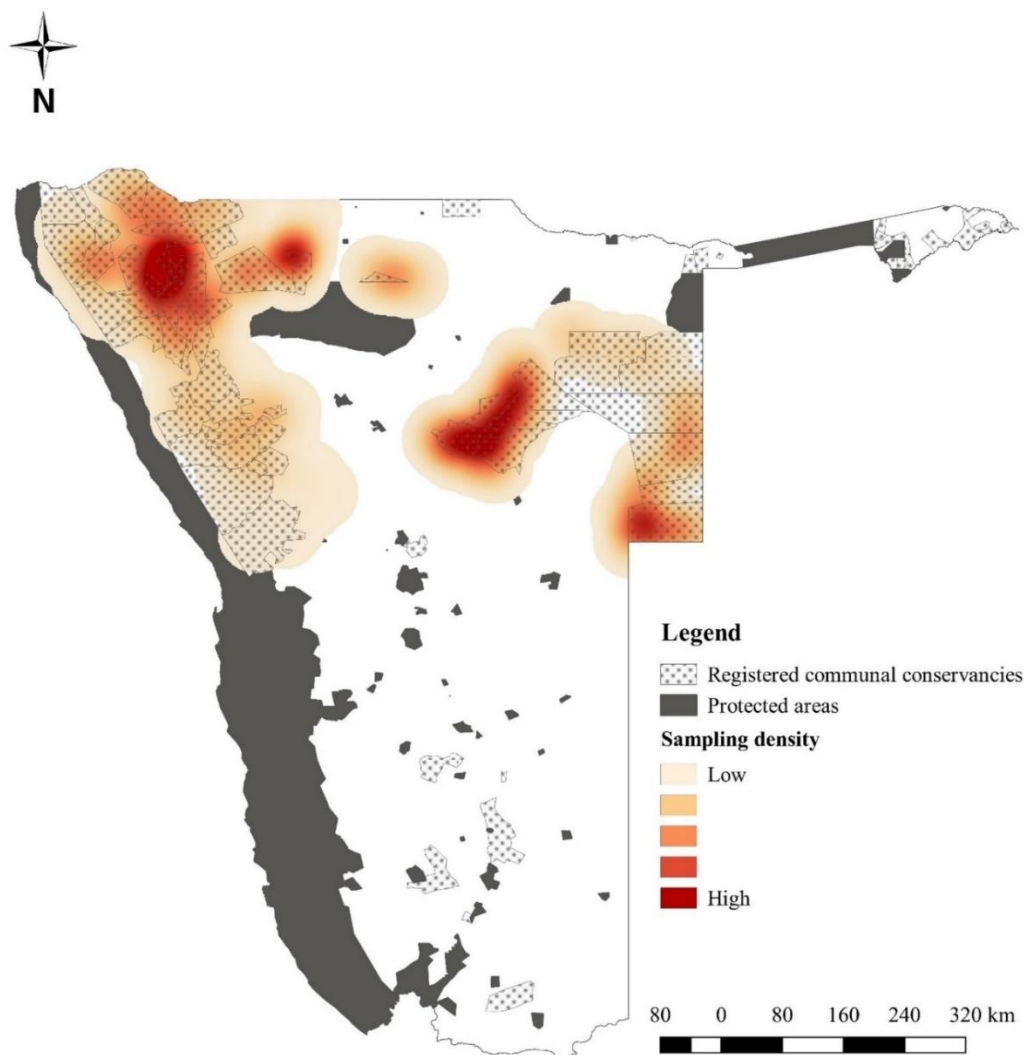 N
Legend
Registered communal conservancies
Protected areas
Sampling density
Low
High
80 0 80 160 240 320 km